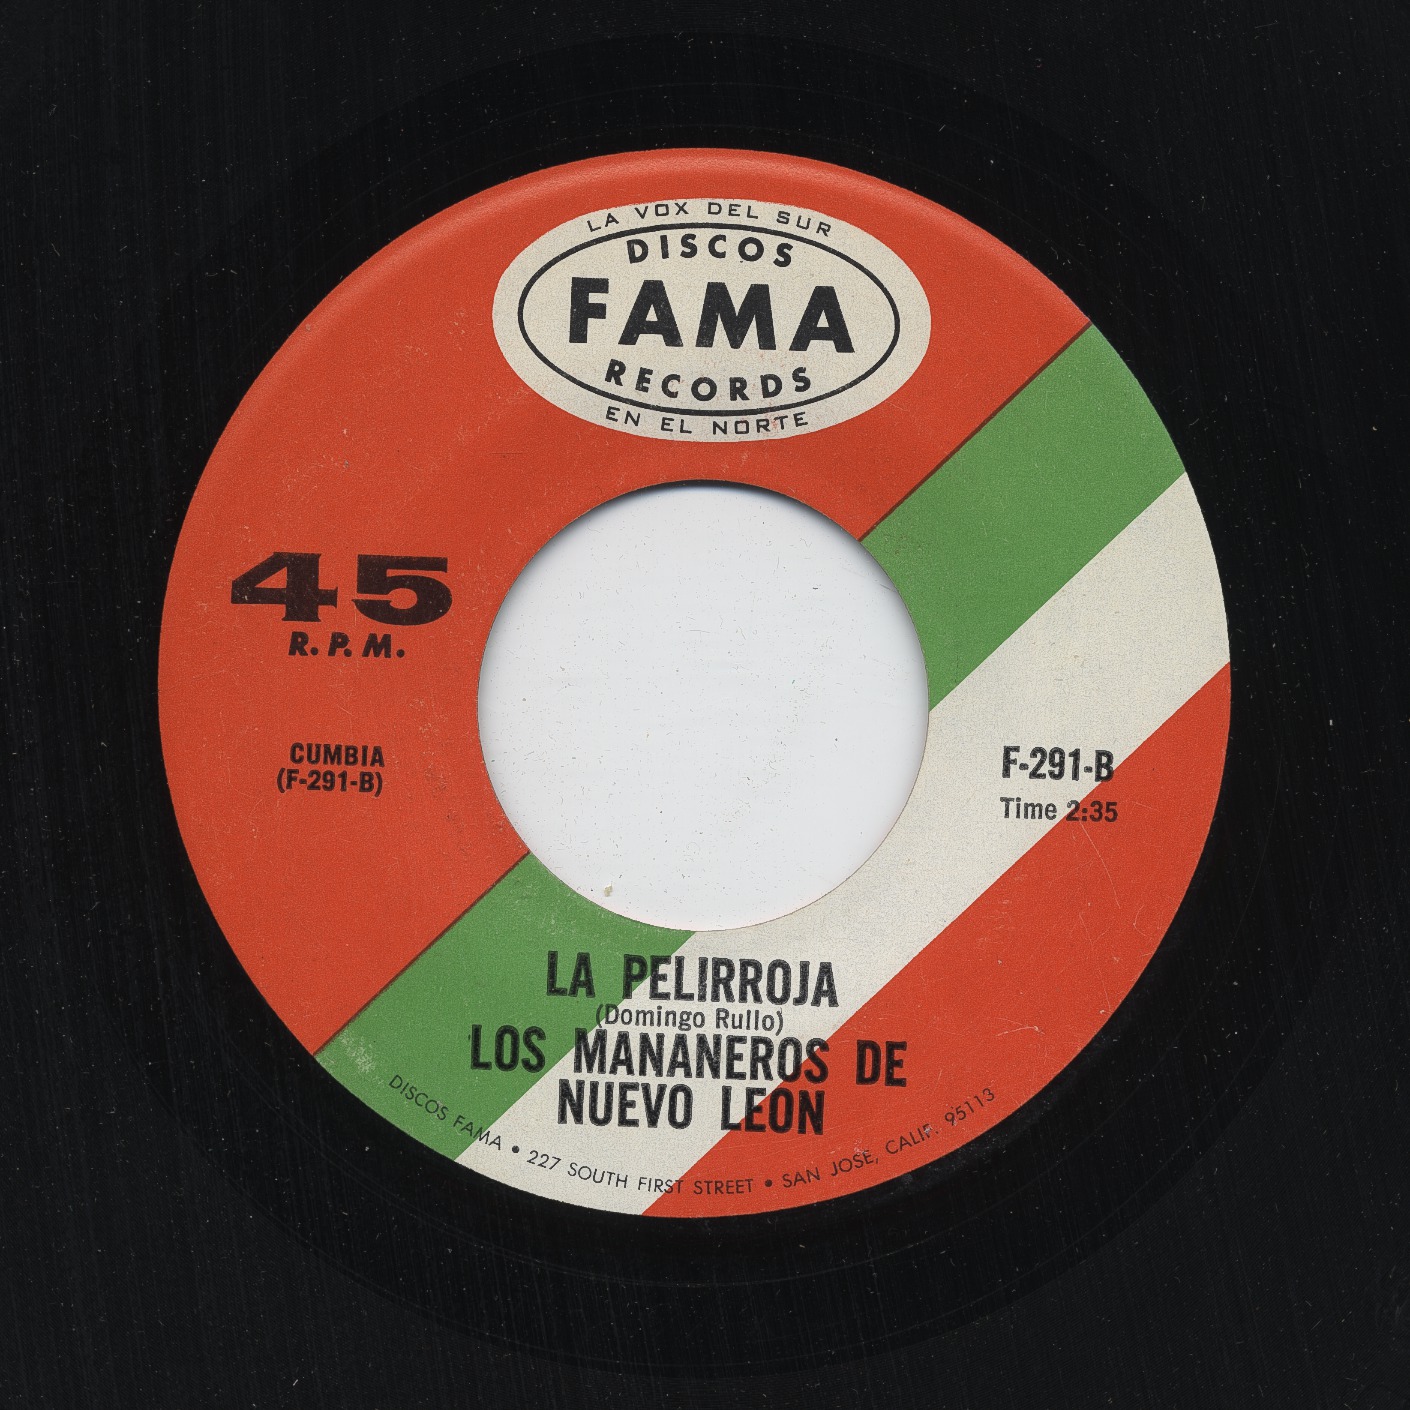 LA VOX DEL SUR
DISCOS
FAMA
RECORDS
EN EL NORTE
45
R.P.M.
CUMBIA
(F-291-B)
F-291-B
Time 2:35
LA PELIRROJA
(Domingo Rullo)
LOS MANANEROS DE
NUEVO LEON
DISCOS FAMA • 227 SOUTH FIRST STREET • SAN JOSE, CALIF. 95113